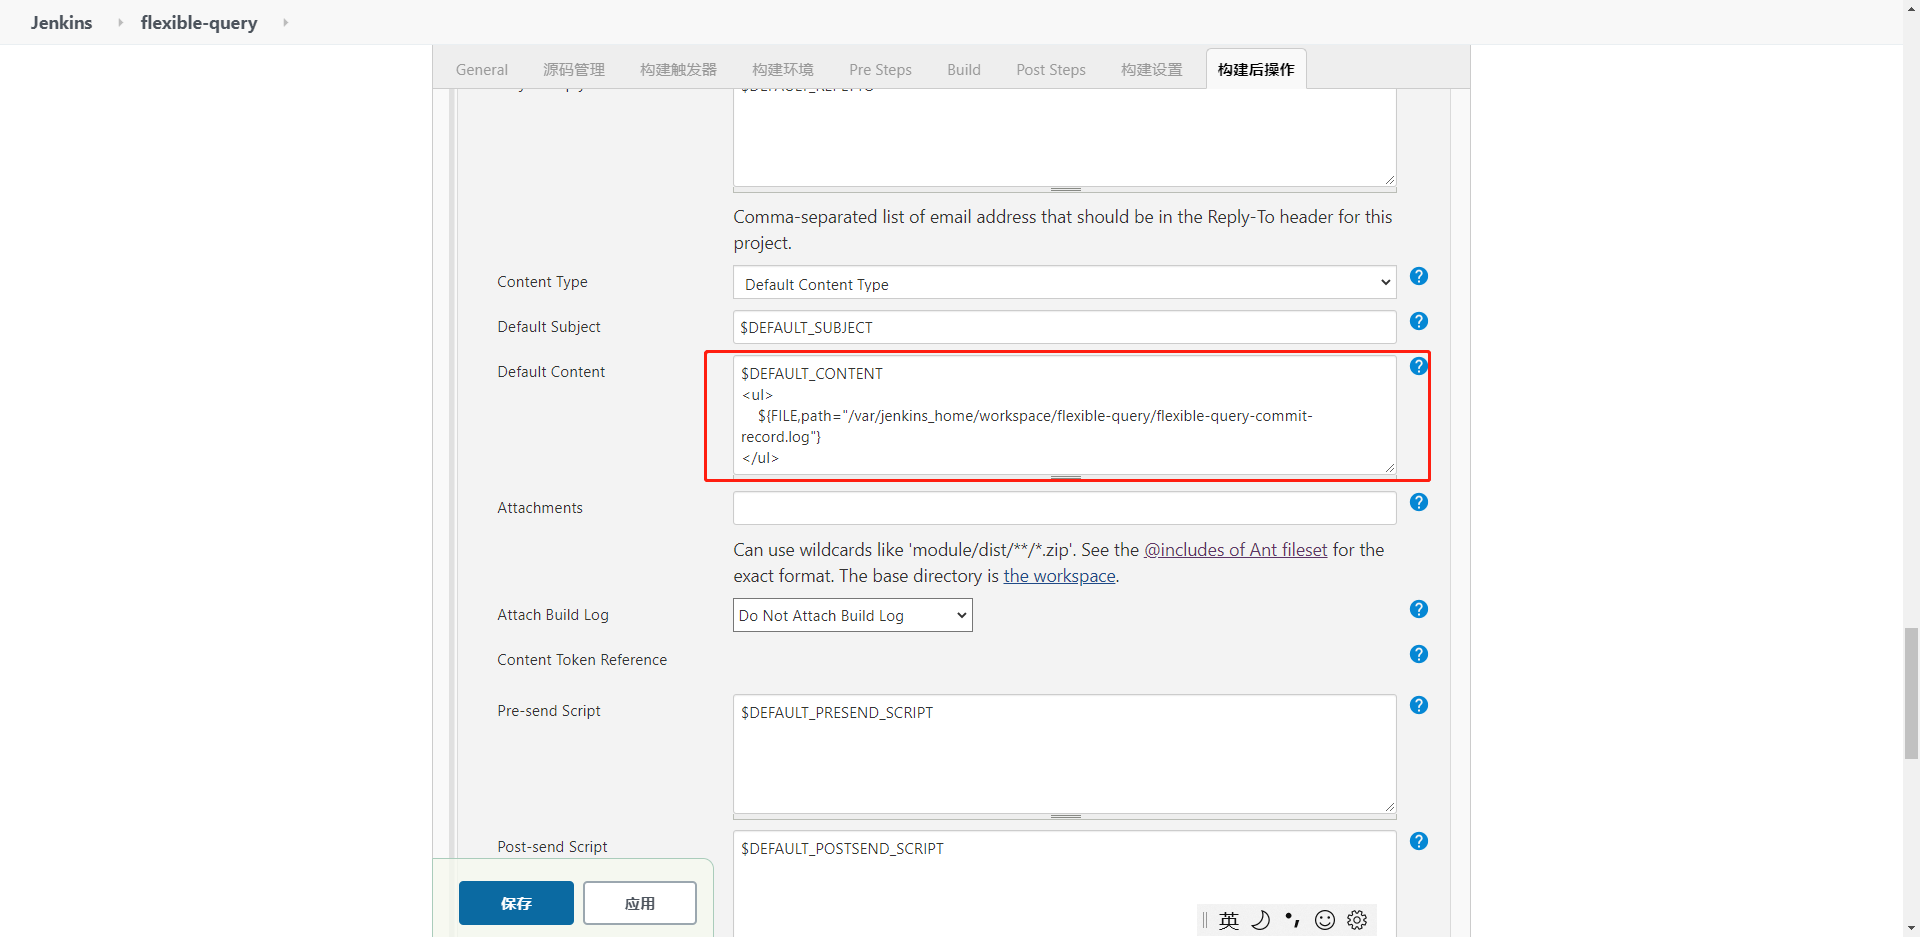 Jenkins flexible-query
General 源码管理 构建触发器 构建环境 Pre Steps Build Post Steps 构建设置 构建后操作
Comma-separated list of email address that should be in the Reply-To header for this
project.
Content Type Default Content Type
Default Subject $DEFAULT_SUBJECT
Default Content $DEFAULT_CONTENT
<ul>
${FILE,path="/var/jenkins_home/workspace/flexible-query/flexible-query-commit-
record.log"}
</ul>
Attachments
Can use wildcards like 'module/dist/**/*.zip'. See the @includes of Ant fileset for the
exact format. The base directory is the workspace.
Attach Build Log Do Not Attach Build Log
Content Token Reference
Pre-send Script $DEFAULT_PRESEND_SCRIPT
Post-send Script $DEFAULT_POSTSEND_SCRIPT
保存 应用
英